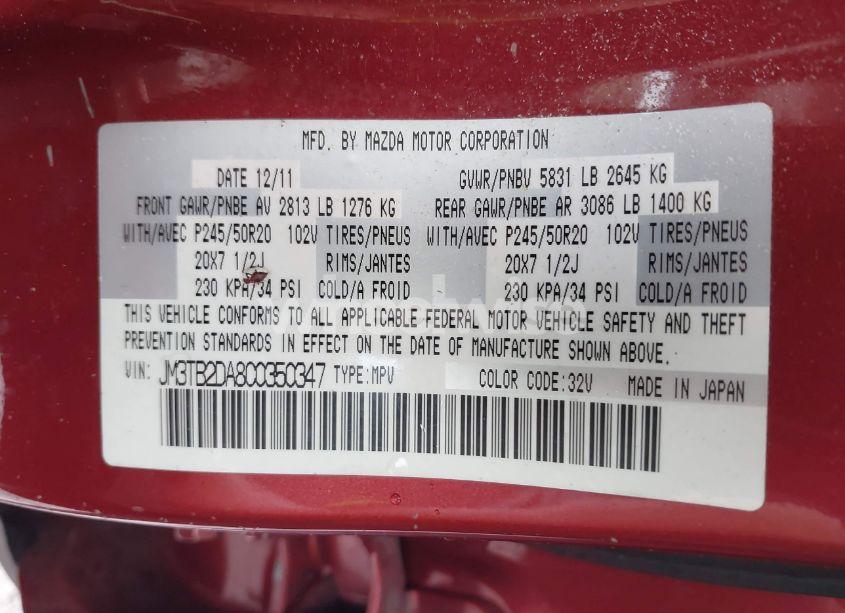 MFD. BY MAZDA MOTOR CORPORATION
DATE 12/11 GVWR/PNBV 5831 LB 2645 KG
FRONT GAWR/PNBE AV 2813 LB 1276 KG REAR GAWR/PNBE AR 3086 LB 1400 KG
WITH/AVEC P245/50R20 102V TIRES/PNEUS WITH/AVEC P245/50R20 102V TIRES/PNEUS
20X7 1/2J RIMS/JANTES 20X7 1/2J RIMS/JANTES
230 KPA/34 PSI COLD/A FROID 230 KPA/34 PSI COLD/A FROID
THIS VEHICLE CONFORMS TO ALL APPLICABLE FEDERAL MOTOR VEHICLE SAFETY AND THEFT
PREVENTION STANDARDS IN EFFECT ON THE DATE OF MANUFACTURE SHOWN ABOVE.
VIN: JM3TB2DA8C0350347 TYPE:MPV COLOR CODE:32V MADE IN JAPAN